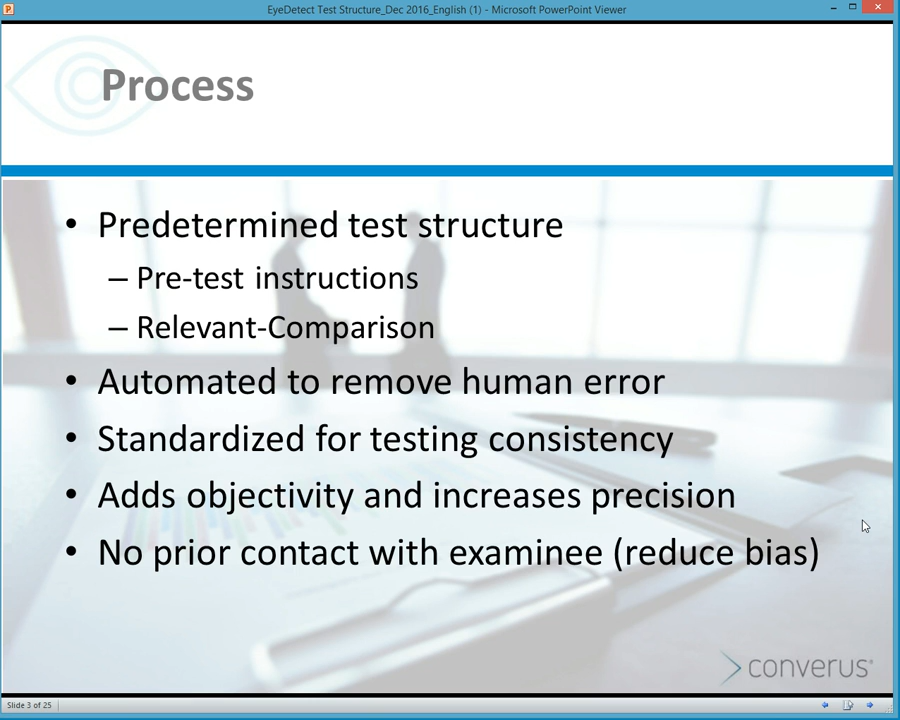 EyeDetect Test Structure_Dec 2016_English (1) - Microsoft PowerPoint Viewer
Process
• Predetermined test structure
– Pre-test instructions
– Relevant-Comparison
• Automated to remove human error
• Standardized for testing consistency
• Adds objectivity and increases precision
• No prior contact with examinee (reduce bias)
converus®
Slide 3 of 25